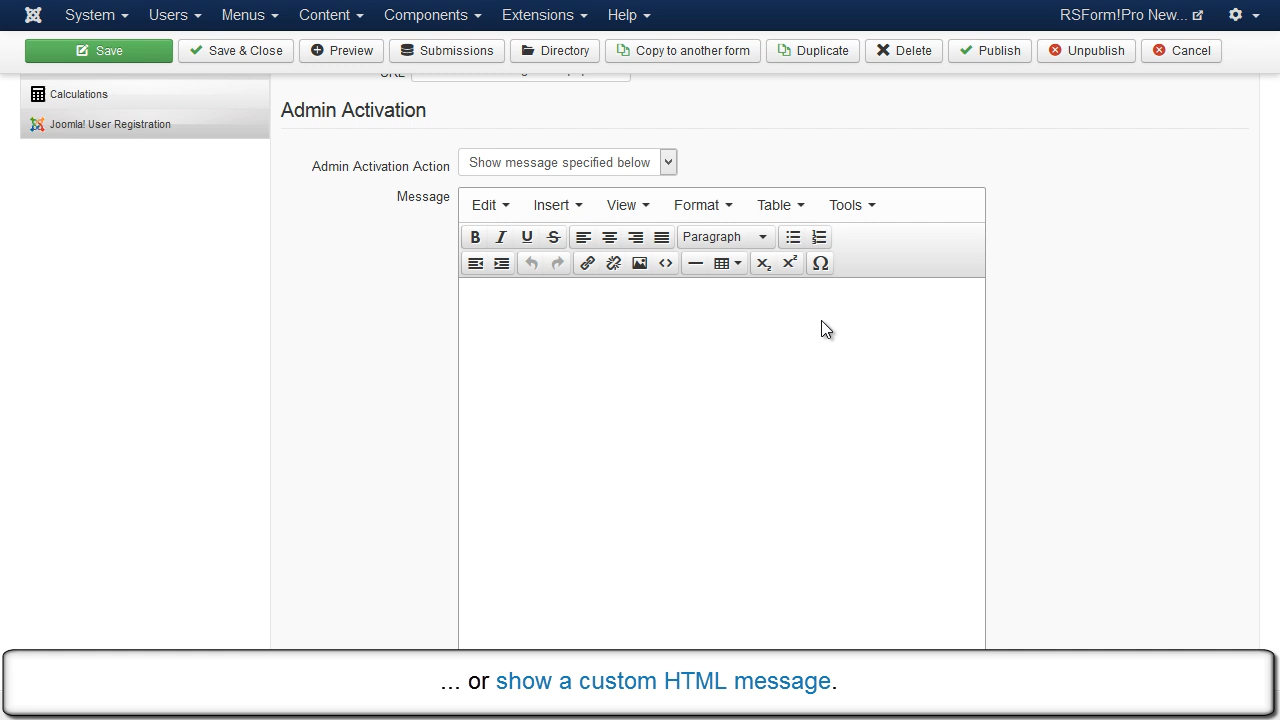 System Users Menus Content Components Extensions Help RSForm!Pro New...
Save Save & Close Preview Submissions Directory Copy to another form Duplicate Delete Publish Unpublish Cancel
URL
Calculations
Admin Activation
Joomla! User Registration
Admin Activation Action Show message specified below
Message
Edit Insert View Format Table Tools
B I U S Paragraph
X₂ X² Ω
... or show a custom HTML message.